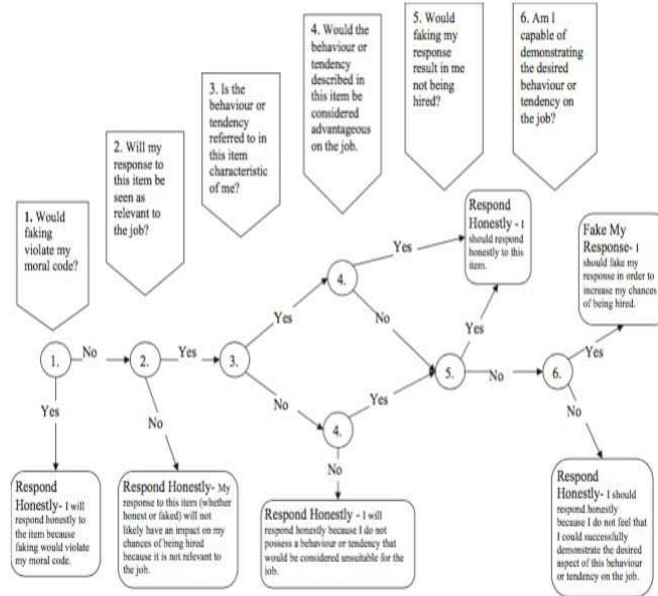 4. Would the
behaviour or
tendency
described in
this item be
considered
advantageous
on the job.
5. Would
faking my
response
result in me
not being
hired?
6. Am I
capable of
demonstrating
the desired
behaviour or
tendency on
the job?
3. Is the
behaviour or
tendency
referred to in
this item
characteristic
of me?
2. Will my
response to
this item be
seen as
relevant to
the job?
1. Would
faking
violate my
moral code?
Respond
Honestly - I
should respond
honestly to this
item.
Fake My
Response- I
should fake my
response in order to
increase my chances
of being hired.
Yes
4.
Yes
No
Yes
Yes
1.
No
2.
Yes
3.
5.
No
6.
No
Yes
Yes
No
4.
No
No
Respond
Honestly- I will
respond honestly to
the item because
faking would violate
my moral code.
Respond Honestly- My
response to this item (whether
honest or faked) will not
likely have an impact on my
chances of being hired
because it is not relevant to
the job.
Respond Honestly - I will
respond honestly because I do not
possess a behaviour or tendency that
would be considered unsuitable for the
job.
Respond
Honestly- I should
respond honestly
because I do not feel that
I could successfully
demonstrate the desired
aspect of this behaviour
or tendency on the job.